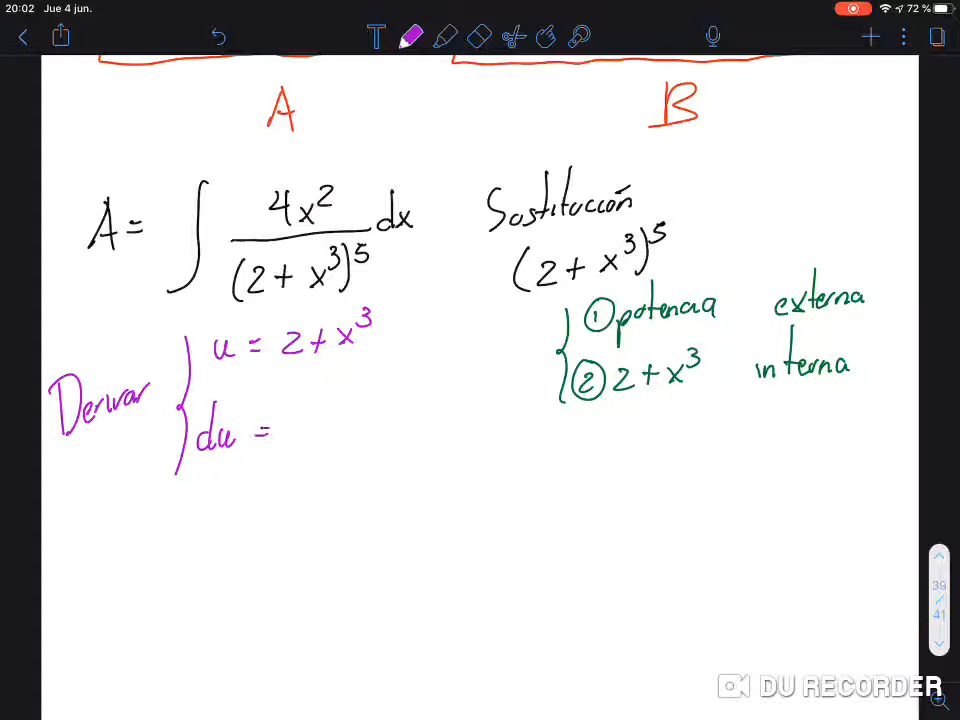 20:02 Jue 4 jun.
72 %
A
B
A = ∫ 4x² / (2 + x³)⁵ dx
Sustitución
(2 + x³)⁵
① potencia externa
② 2 + x³ interna
Derivar
u = 2 + x³
du =
39
41
DU RECORDER